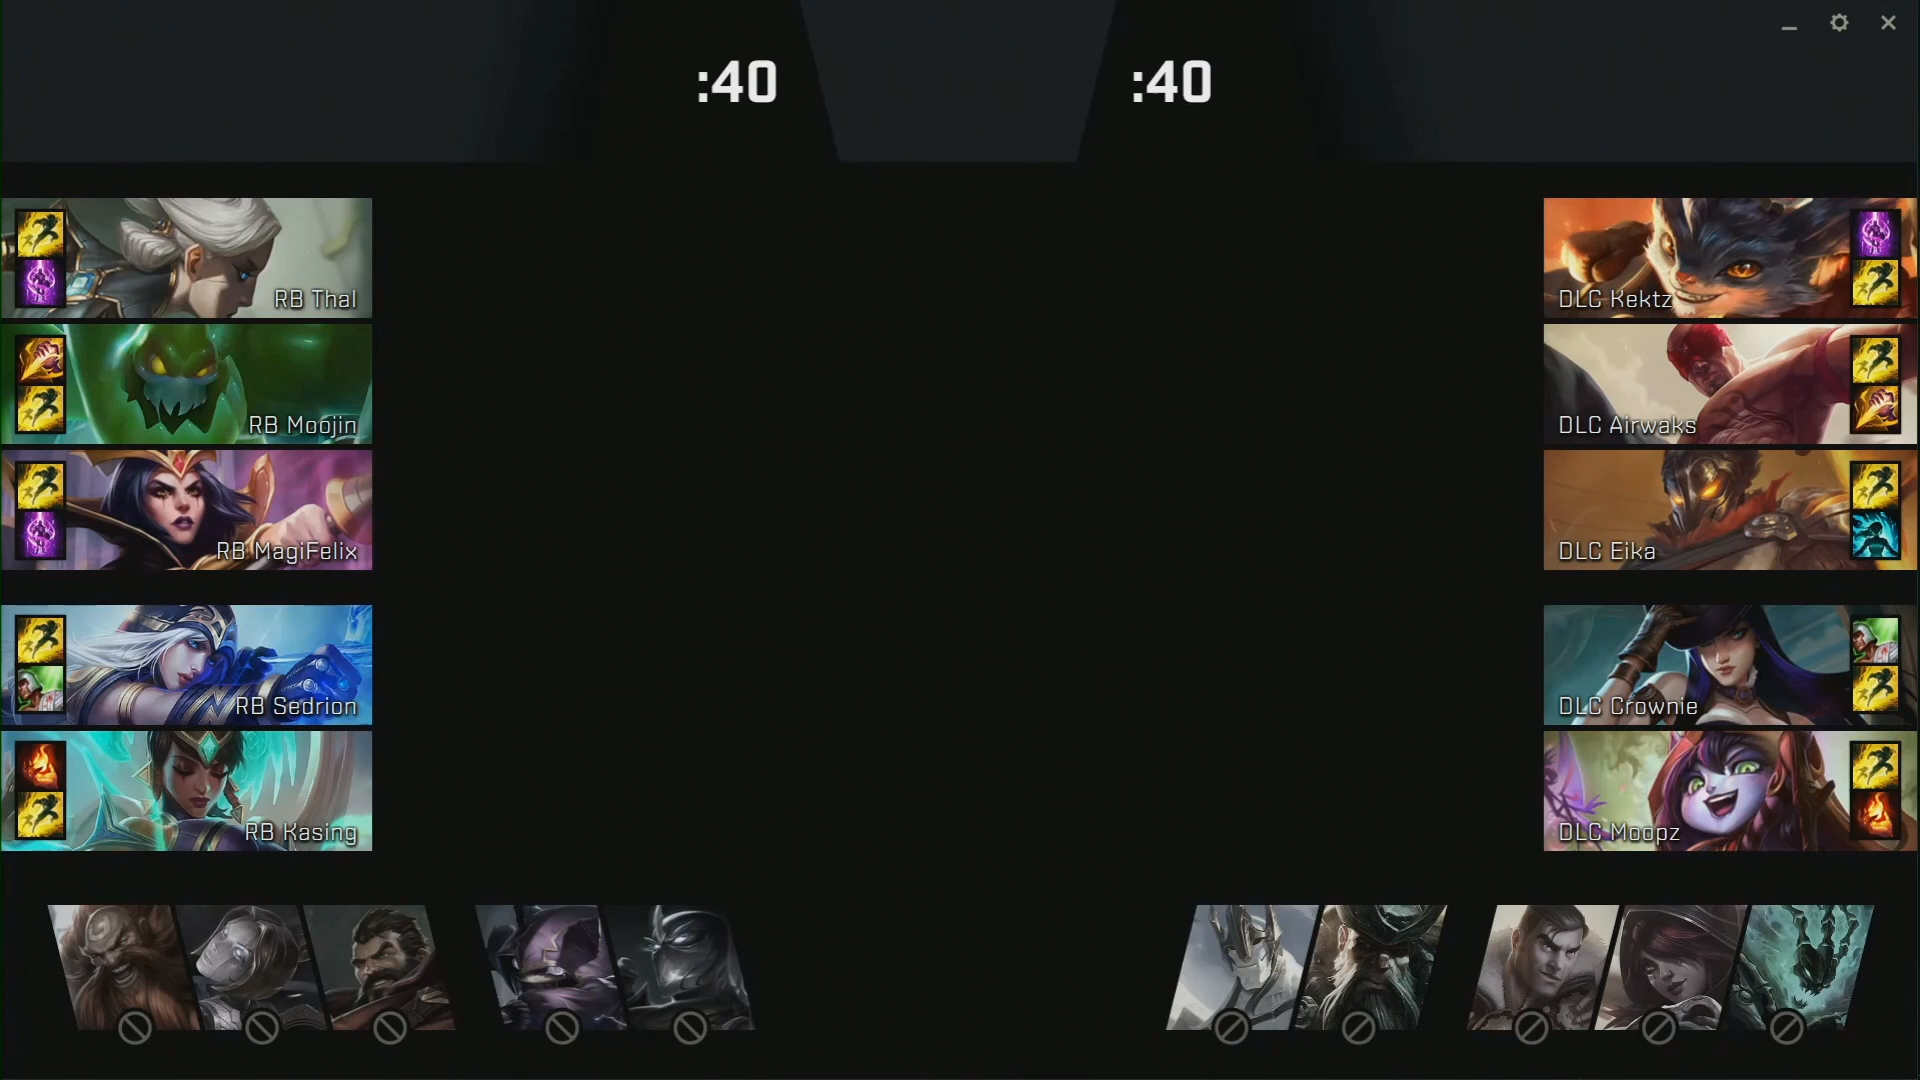 :40
:40
RB Thal
RB Moojin
RB MagiFelix
RB Sedrion
RB Kasing
DLC Kektz
DLC Airwaks
DLC Eika
DLC Crownie
DLC Moopz